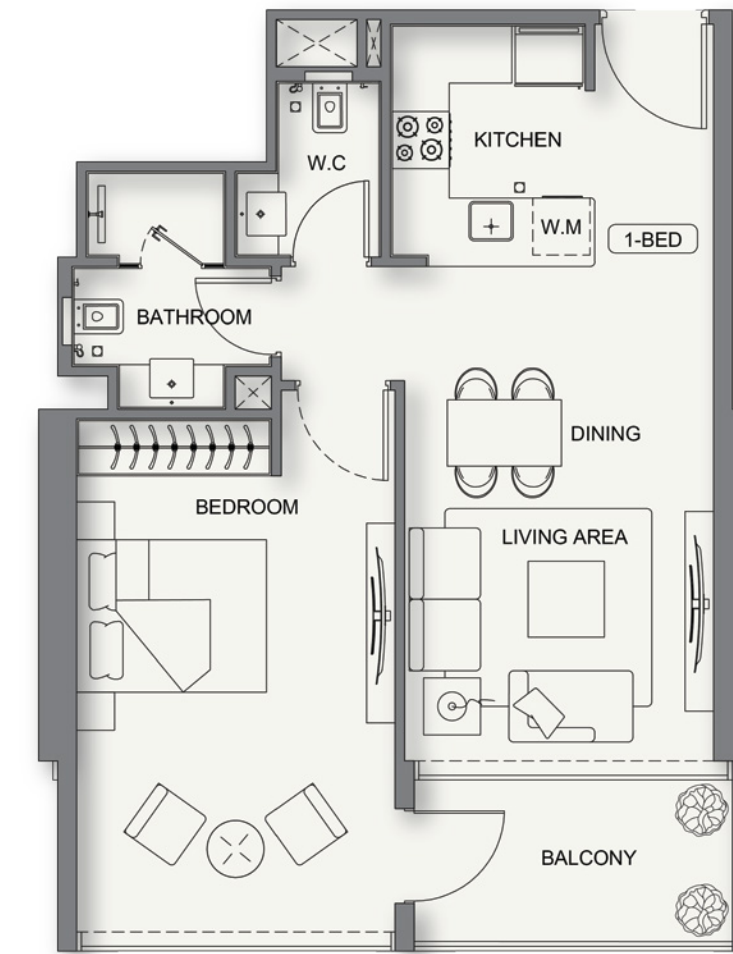 KITCHEN
W.C
W.M
1-BED
BATHROOM
DINING
BEDROOM
LIVING AREA
BALCONY